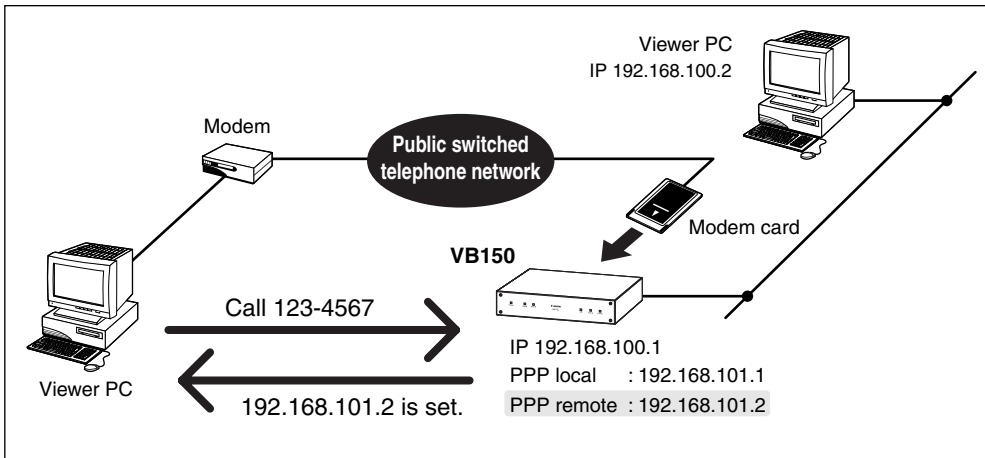 Viewer PC
IP 192.168.100.2
Modem
Public switched
telephone network
Modem card
VB150
Call 123-4567
IP 192.168.100.1
PPP local : 192.168.101.1
Viewer PC
192.168.101.2 is set.
PPP remote : 192.168.101.2